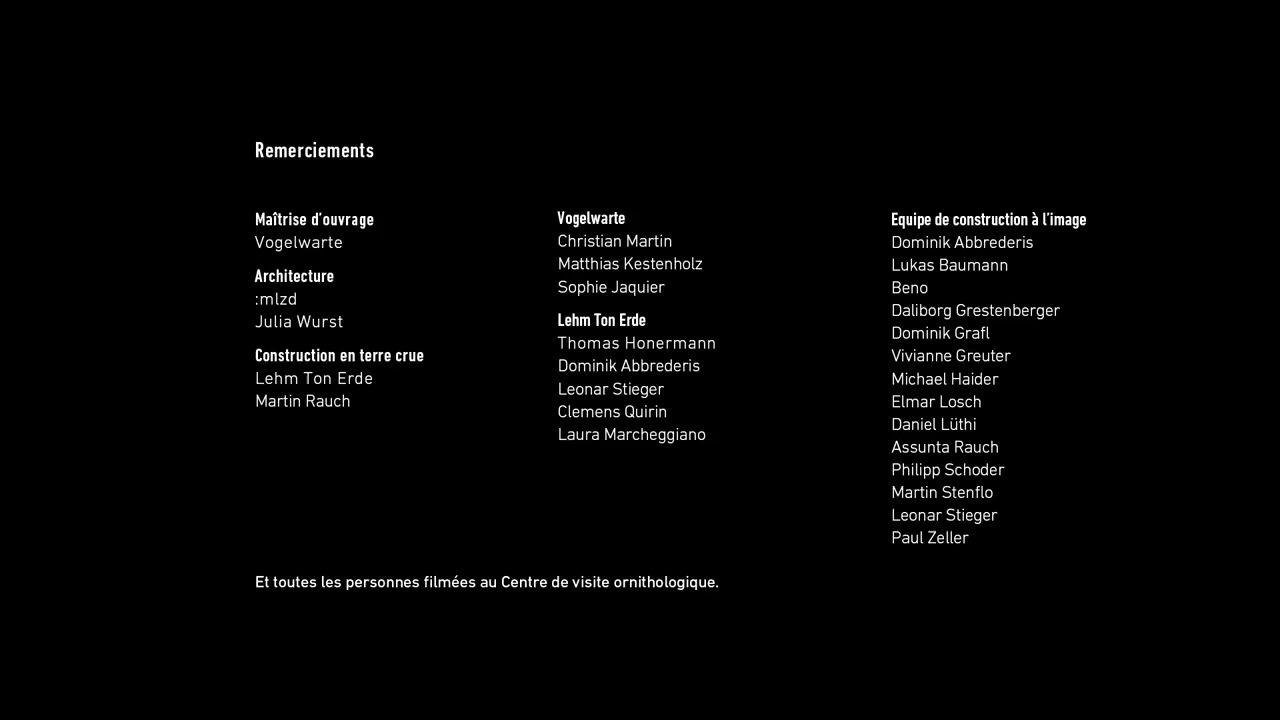 Remerciements
Maîtrise d'ouvrage
Vogelwarte
Architecture
:mlzd
Julia Wurst
Construction en terre crue
Lehm Ton Erde
Martin Rauch
Vogelwarte
Christian Martin
Matthias Kestenholz
Sophie Jaquier
Lehm Ton Erde
Thomas Honermann
Dominik Abbrederis
Leonar Stieger
Clemens Quirin
Laura Marcheggiano
Equipe de construction à l'image
Dominik Abbrederis
Lukas Baumann
Beno
Daliborg Grestenberger
Dominik Grafl
Vivianne Greuter
Michael Haider
Elmar Losch
Daniel Lüthi
Assunta Rauch
Philipp Schoder
Martin Stenflo
Leonar Stieger
Paul Zeller
Et toutes les personnes filmées au Centre de visite ornithologique.